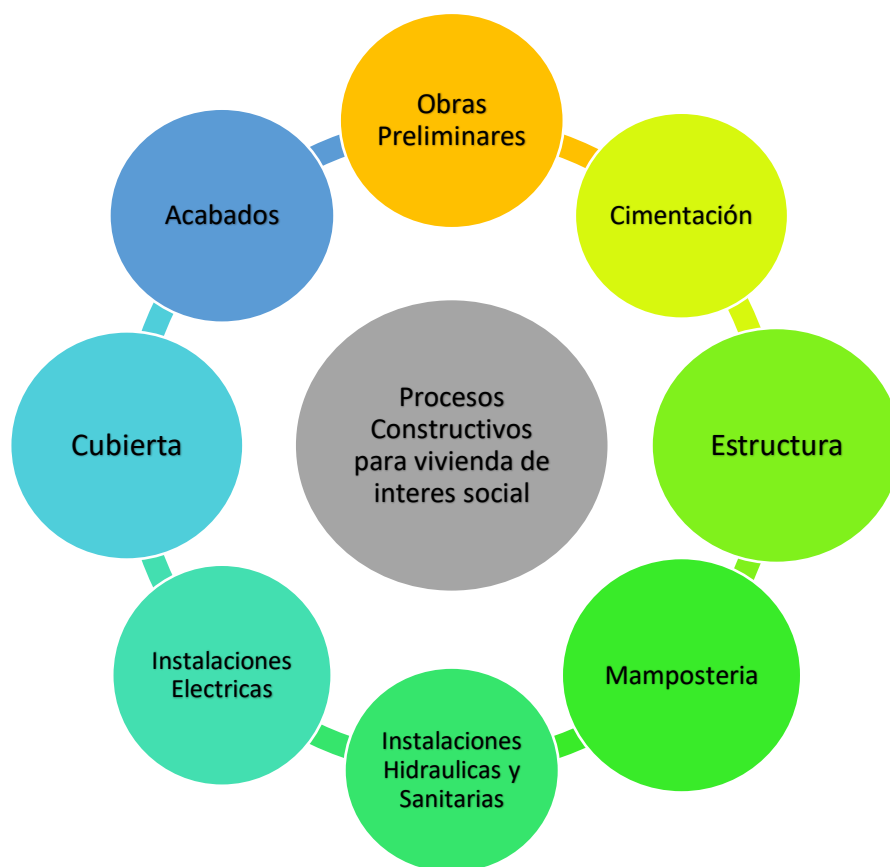 Obras
Preliminares
Cimentación
Estructura
Mamposteria
Instalaciones
Hidraulicas y
Sanitarias
Instalaciones
Electricas
Cubierta
Acabados
Procesos
Constructivos
para vivienda de
interes social